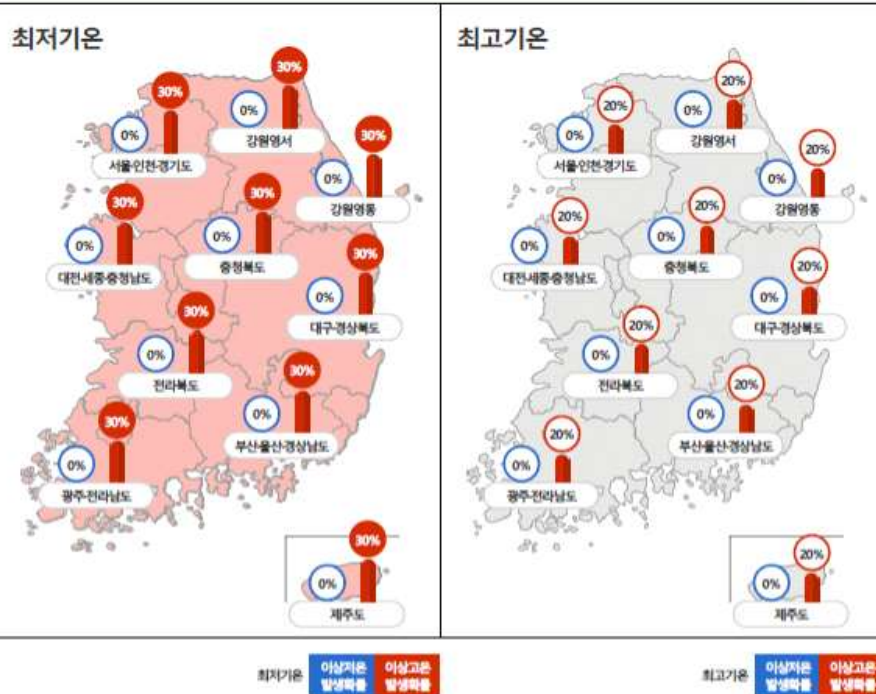 최저기온
30%
0%
강원영서
30%
0%
서울·인천·경기도
30%
0%
강원영동
30%
0%
대전·세종·충청남도
30%
0%
충청북도
30%
0%
대구·경상북도
30%
0%
전라북도
30%
0%
부산·울산·경상남도
30%
0%
광주·전라남도
30%
0%
제주도
최저기온
이상저온
발생확률
이상고온
발생확률
최고기온
20%
0%
강원영서
20%
0%
서울·인천·경기도
20%
0%
강원영동
20%
0%
대전·세종·충청남도
20%
0%
충청북도
20%
0%
대구·경상북도
20%
0%
전라북도
20%
0%
부산·울산·경상남도
20%
0%
광주·전라남도
20%
0%
제주도
최고기온
이상저온
발생확률
이상고온
발생확률